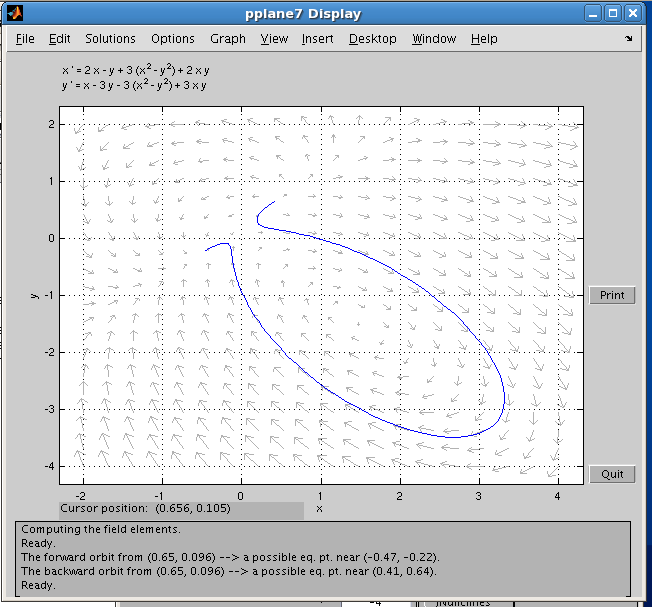 pplane7 Display
File Edit Solutions Options Graph View Insert Desktop Window Help
x ' = 2 x - y + 3 (x² - y²) + 2 x y
y ' = x - 3 y - 3 (x² - y²) + 3 x y
2
1
0
-1
-2
-3
-4
y
-2 -1 0 1 2 3 4
x
Print
Quit
Cursor position: (0.656, 0.105)
Computing the field elements.
Ready.
The forward orbit from (0.65, 0.096) --> a possible eq. pt. near (-0.47, -0.22).
The backward orbit from (0.65, 0.096) --> a possible eq. pt. near (0.41, 0.64).
Ready.